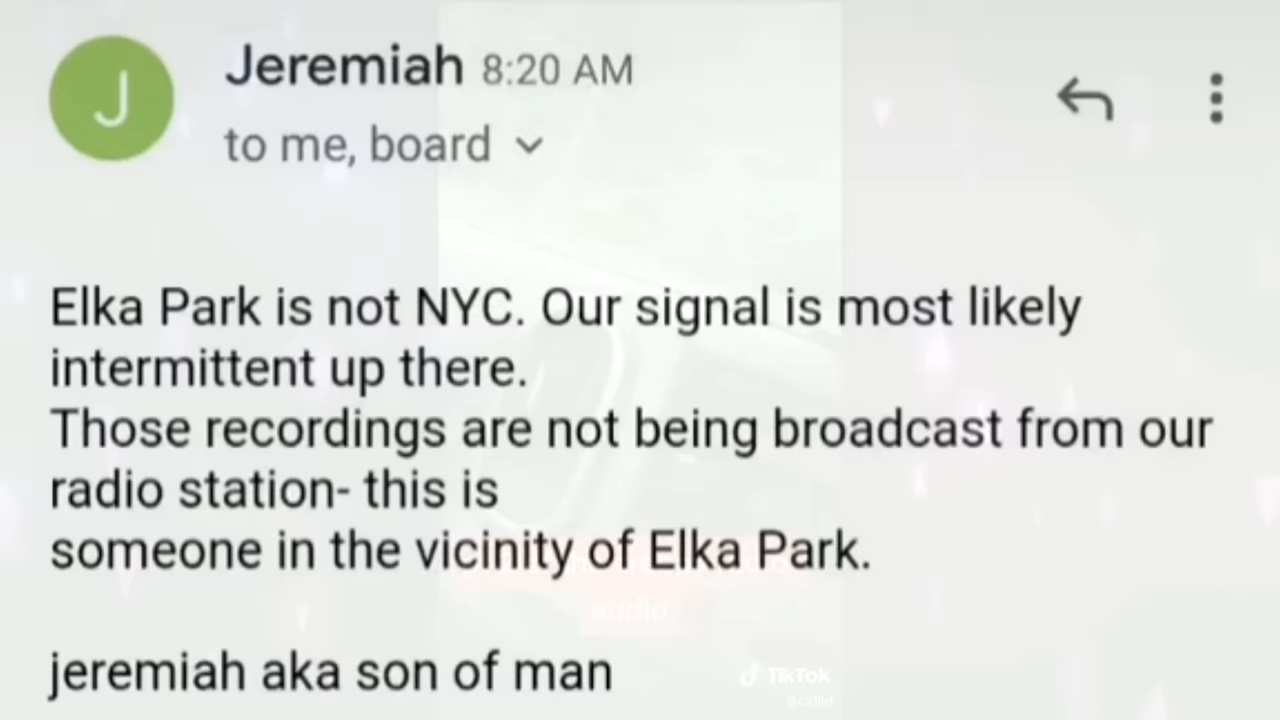 J
Jeremiah 8:20 AM
to me, board
Elka Park is not NYC. Our signal is most likely
intermittent up there.
Those recordings are not being broadcast from our
radio station- this is
someone in the vicinity of Elka Park.
jeremiah aka son of man
audio
TikTok